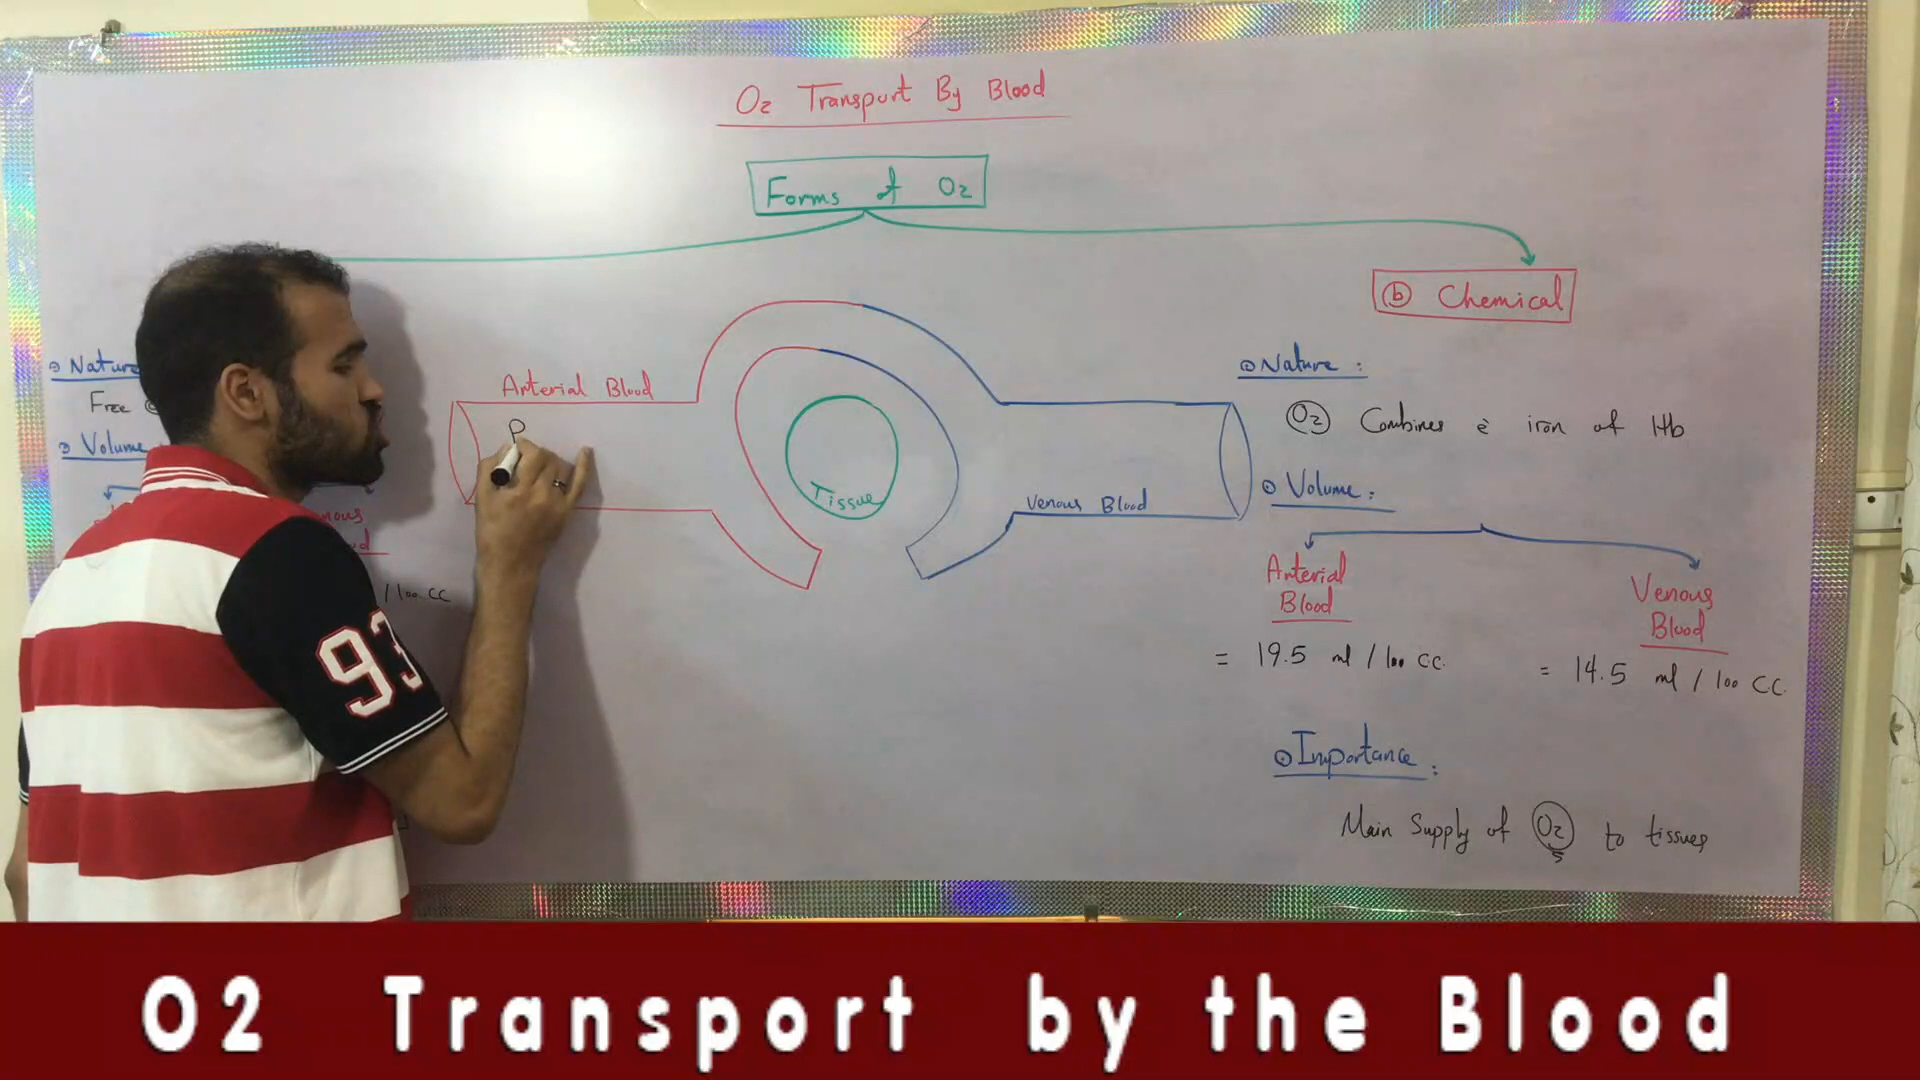 O2 Transport By Blood
Forms of O2
b Chemical
Nature
Free
Volume
/ 100 CC
Arterial Blood
P
Tissue
Venous Blood
Nature :
O2 Combines è iron of Hb
Volume :
Arterial Blood
= 19.5 ml / 100 CC.
Venous Blood
= 14.5 ml / 100 CC.
Importance :
Main Supply of O2 to tissues
93
O2 Transport by the Blood